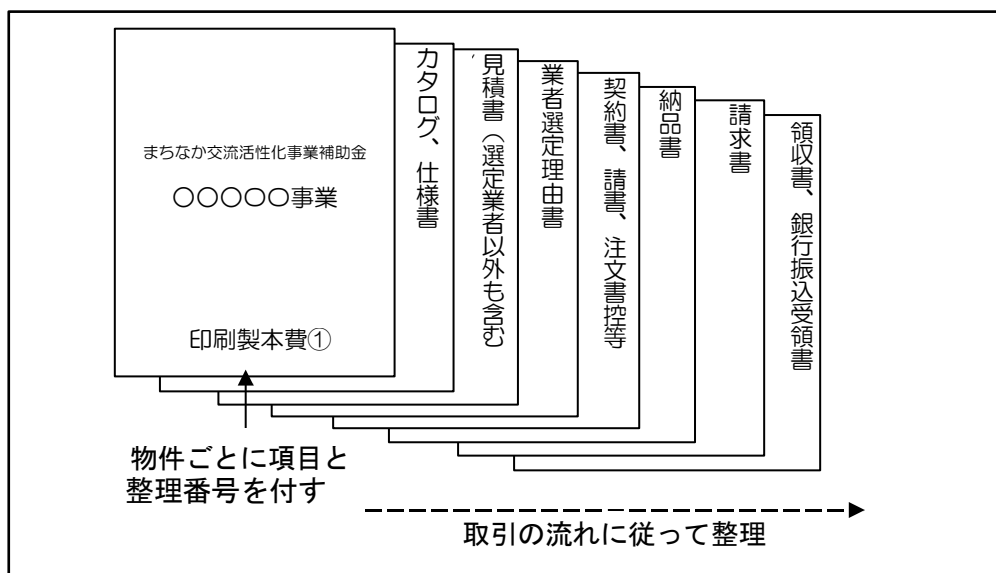 まちなか交流活性化事業補助金
〇〇〇〇〇事業
印刷製本費①
カタログ、仕様書
見積書（選定業者以外も含む
業者選定理由書
契約書、請書、注文書控等
納品書
請求書
領収書、銀行振込受領書
物件ごとに項目と
整理番号を付す
取引の流れに従って整理